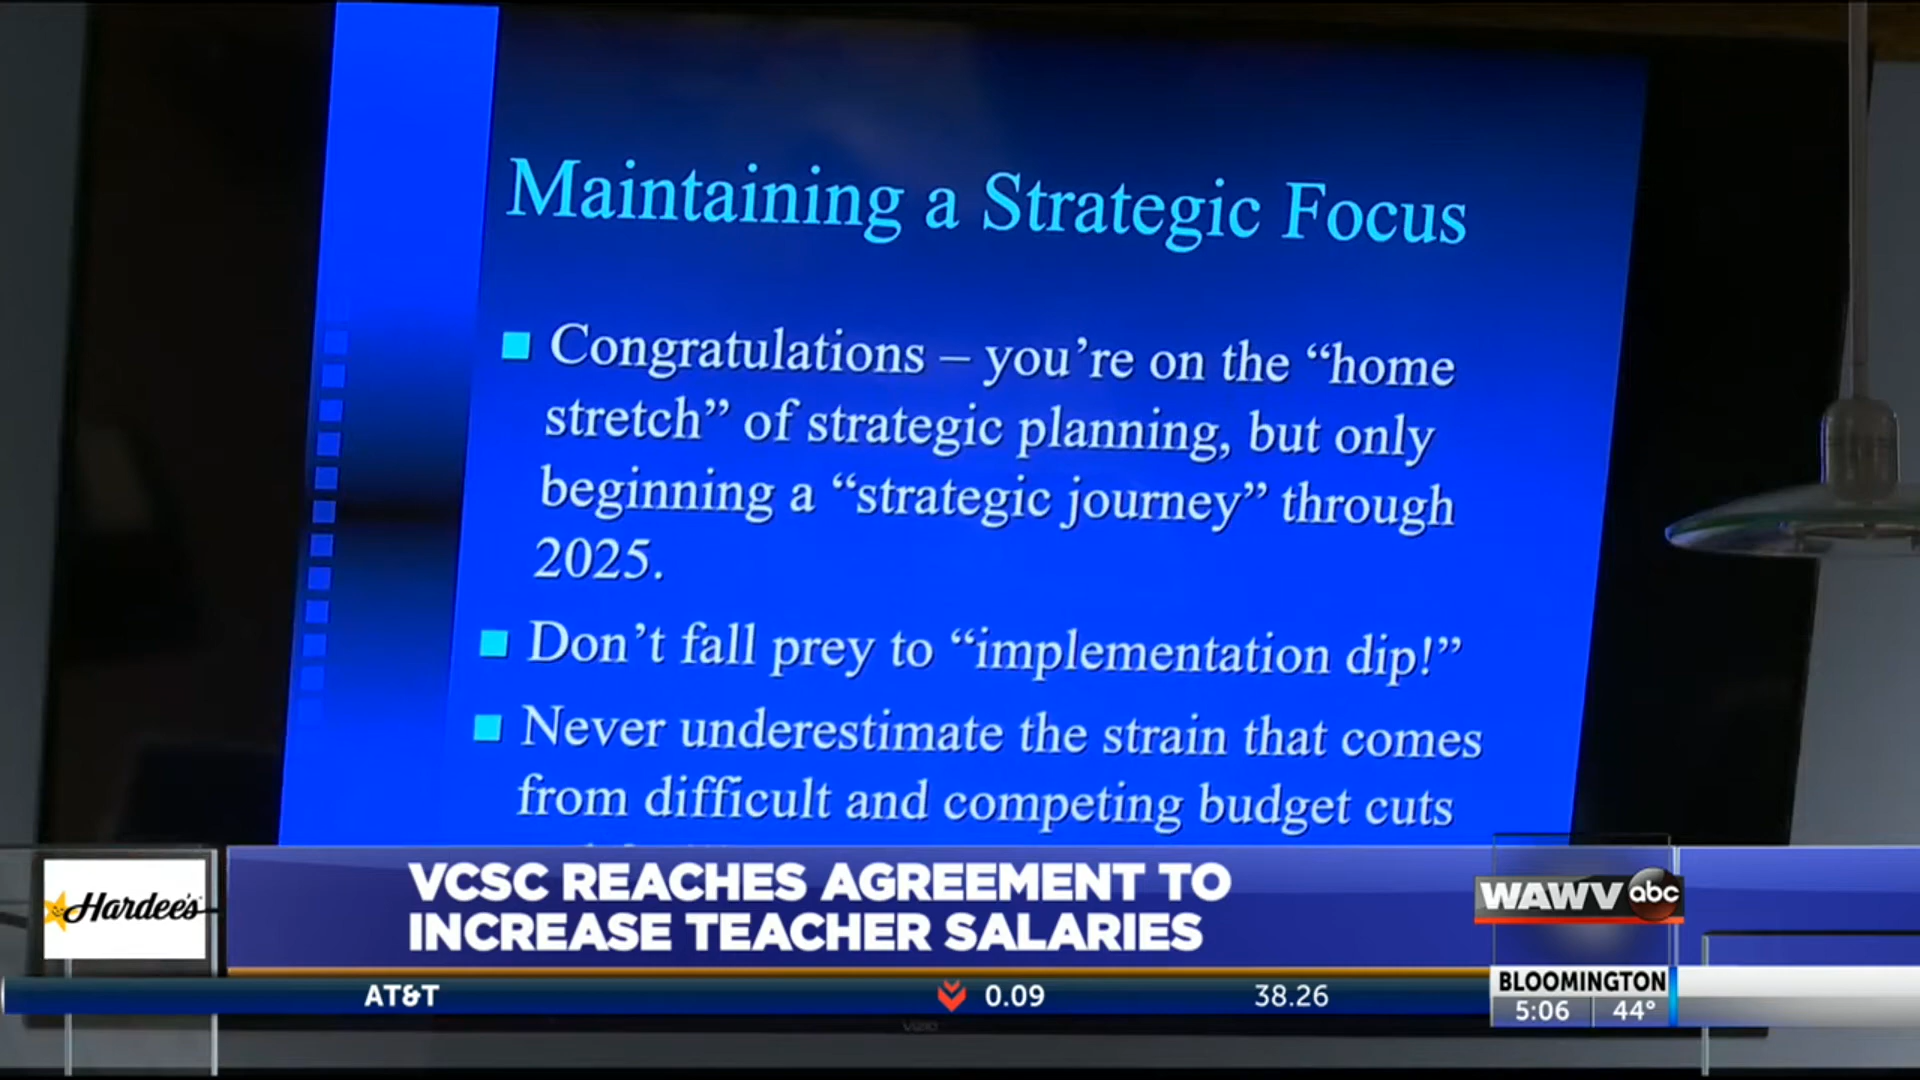 Maintaining a Strategic Focus
Congratulations – you’re on the “home
stretch” of strategic planning, but only
beginning a “strategic journey” through
2025.
Don’t fall prey to “implementation dip!”
Never underestimate the strain that comes
from difficult and competing budget cuts
Hardee's
VCSC REACHES AGREEMENT TO
INCREASE TEACHER SALARIES
WAWV abc
AT&T 0.09 38.26
BLOOMINGTON
5:06 44°
VIZIO